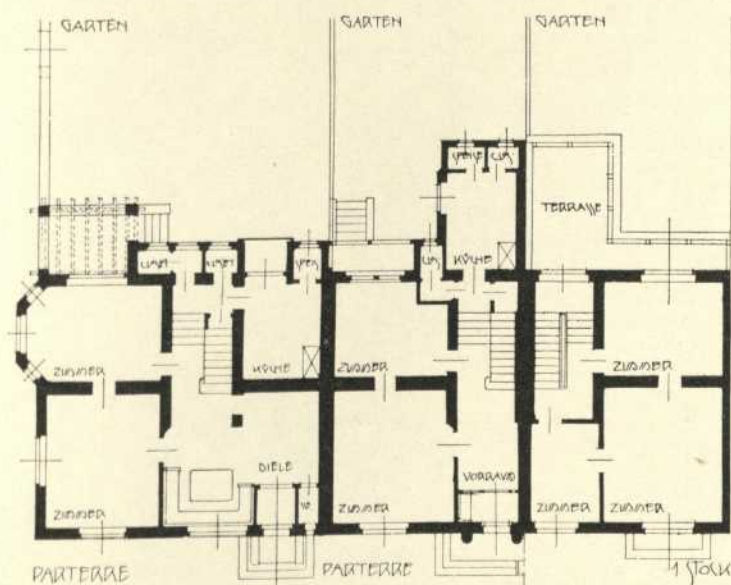 GARTEN
GARTEN
GARTEN
SPEISE
TERRASSE
KÜCHE
ZIMMER
KÜCHE
ZIMMER
ZIMMER
DIELE
VORRAUM
ZIMMER
ZIMMER
ZIMMER
ZIMMER
PARTERRE
PARTERRE
1 STOCK